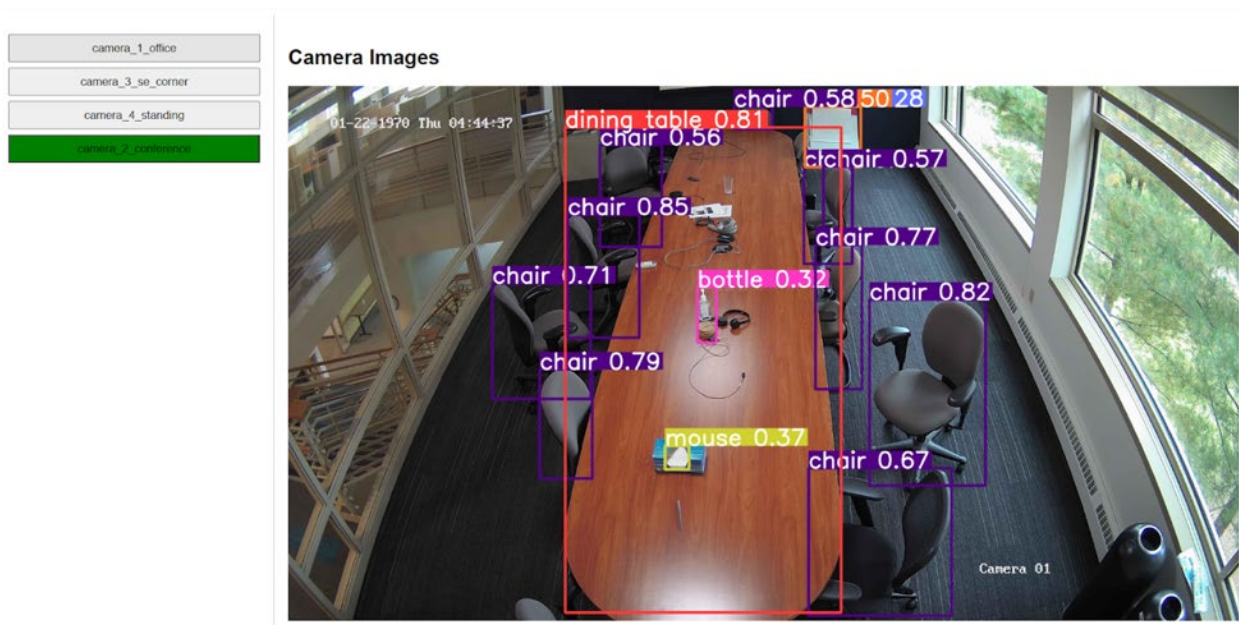 camera_1_office
camera_3_se_corner
camera_4_standing
camera_2_conference
Camera Images
chair 0.58 50 28
01-22-1970 Thu 04:44:37
dining table 0.81
chair 0.56
chair 0.57
chair 0.85
chair 0.77
chair 0.71
bottle 0.32
chair 0.82
chair 0.79
mouse 0.37
chair 0.67
Camera 01